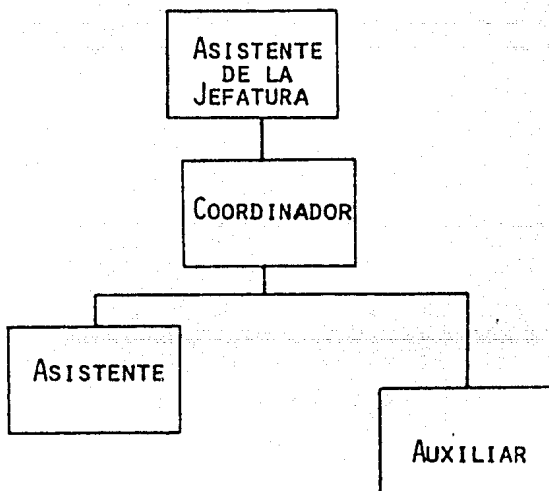 ASISTENTE
DE LA
JEFATURA
COORDINADOR
ASISTENTE
AUXILIAR